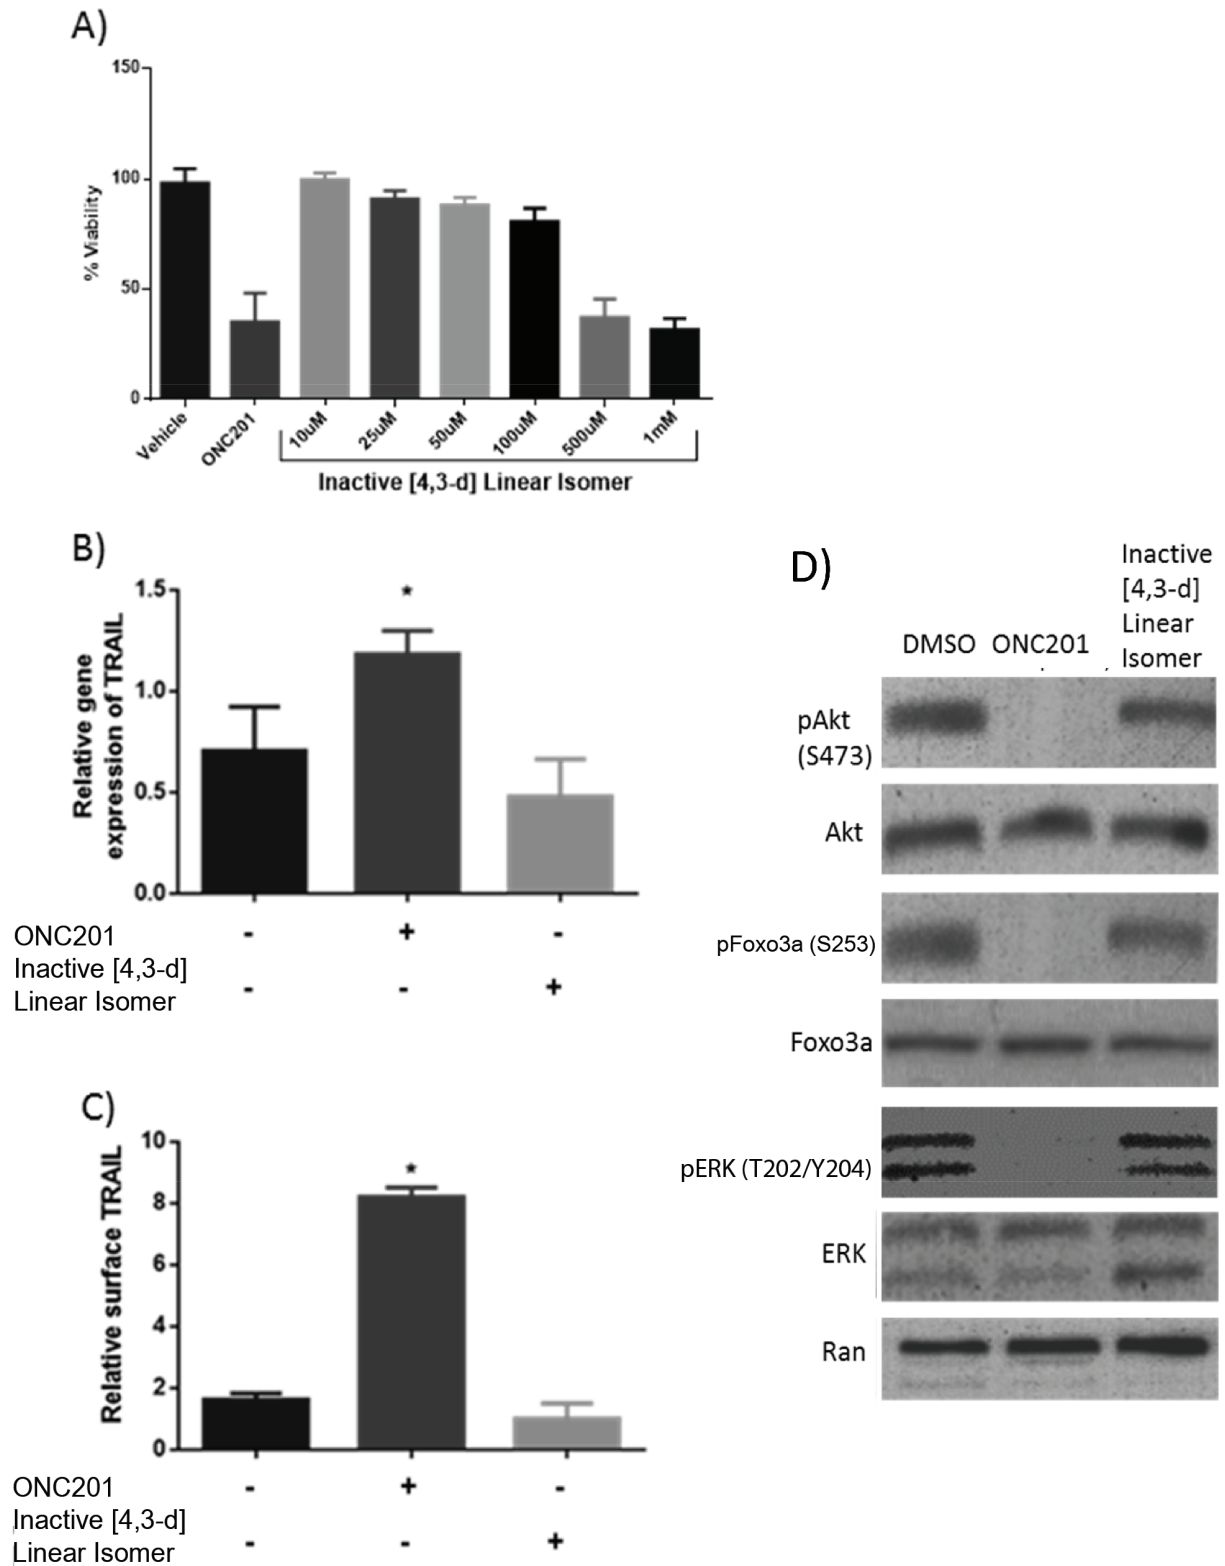 A)
150
100
50
0
% Viability
Vehicle
ONC201
10uM
25uM
50uM
100uM
500uM
1mM
Inactive [4,3-d] Linear Isomer
B)
1.5
1.0
0.5
0.0
Relative gene
expression of TRAIL
*
ONC201 - + -
Inactive [4,3-d]
Linear Isomer - - +
C)
10
8
6
4
2
0
Relative surface TRAIL
*
ONC201 - + -
Inactive [4,3-d]
Linear Isomer - - +
D)
DMSO
ONC201
Inactive
[4,3-d]
Linear
Isomer
pAkt
(S473)
Akt
pFoxo3a (S253)
Foxo3a
pERK (T202/Y204)
ERK
Ran